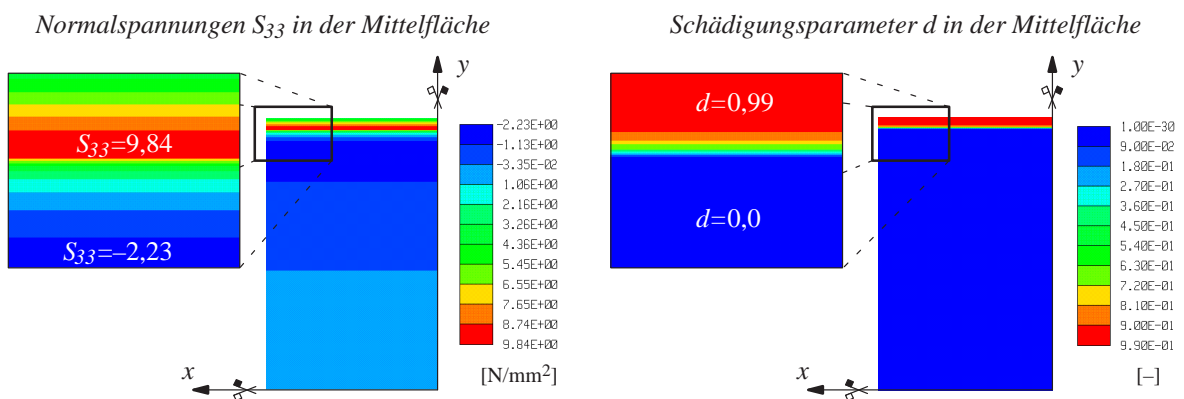 Normalspannungen S33 in der Mittelfläche
S33=9,84
S33=–2,23
y
x
-2.23E+00
-1.13E+00
-3.35E-02
1.06E+00
2.16E+00
3.26E+00
4.36E+00
5.45E+00
6.55E+00
7.65E+00
8.74E+00
9.84E+00
[N/mm2]
Schädigungsparameter d in der Mittelfläche
d=0,99
d=0,0
y
x
1.00E-30
9.00E-02
1.80E-01
2.70E-01
3.60E-01
4.50E-01
5.40E-01
6.30E-01
7.20E-01
8.10E-01
9.00E-01
9.90E-01
[–]